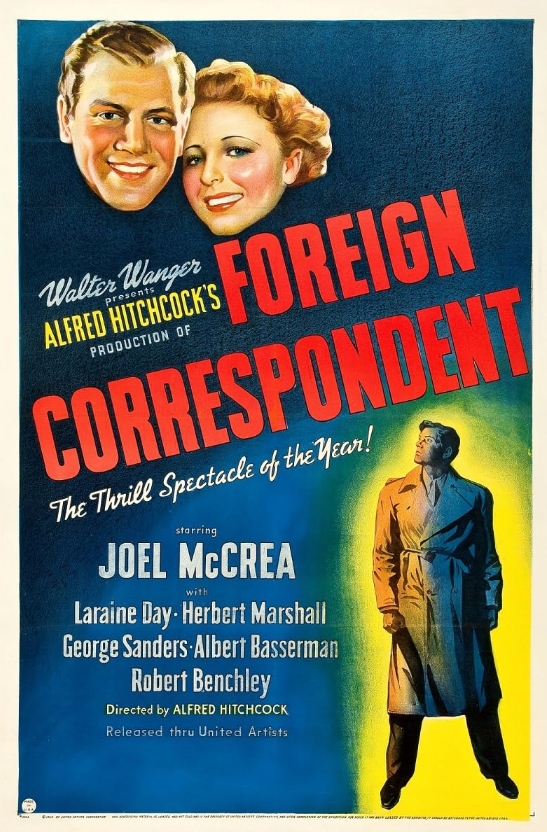 Walter Wanger
presents
ALFRED HITCHCOCK'S
PRODUCTION OF
FOREIGN
CORRESPONDENT
The Thrill Spectacle of the Year!
starring
JOEL McCREA
with
Laraine Day · Herbert Marshall
George Sanders · Albert Basserman
Robert Benchley
Directed by ALFRED HITCHCOCK
Released thru United Artists